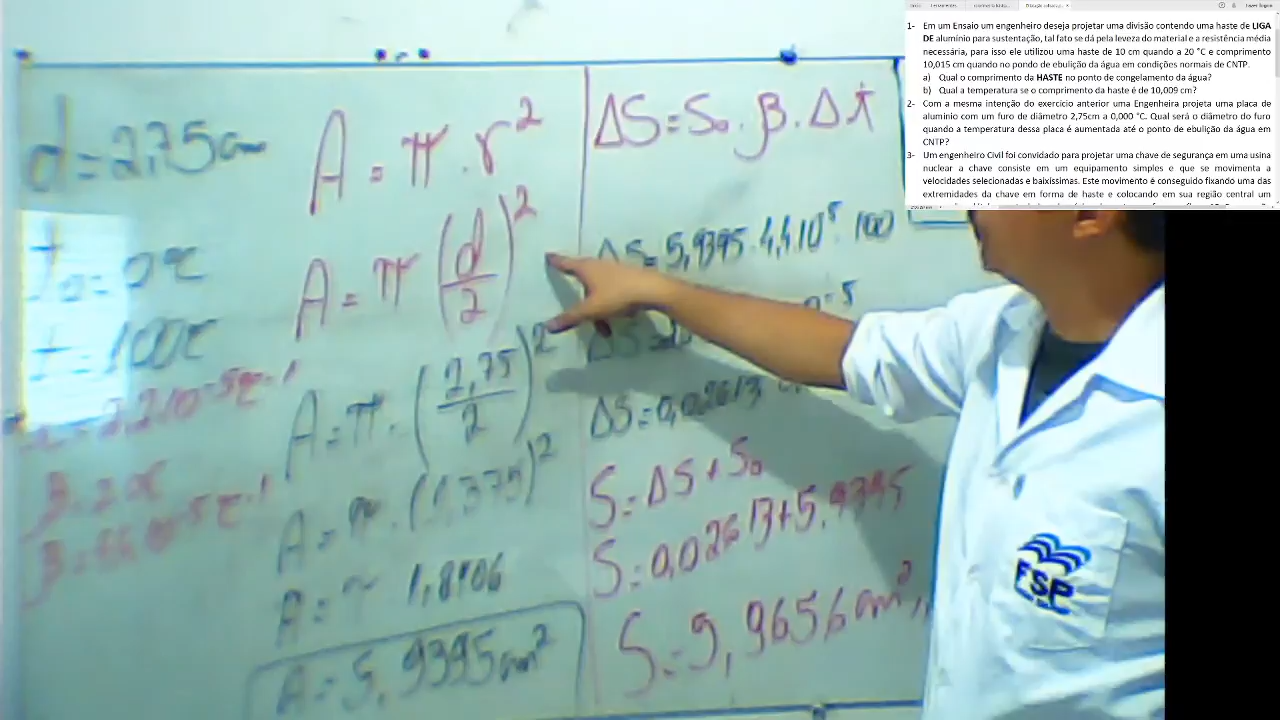 1- Em um Ensaio um engenheiro deseja projetar uma divisão contendo uma haste de LIGA
DE alumínio para sustentação, tal fato se dá pela leveza do material e a resistência média
necessária, para isso ele utilizou uma haste de 10 cm quando a 20 °C e comprimento
10,015 cm quando no pondo de ebulição da água em condições normais de CNTP.
a) Qual o comprimento da HASTE no ponto de congelamento da água?
b) Qual a temperatura se o comprimento da haste é de 10,009 cm?
2- Com a mesma intenção do exercício anterior uma Engenheira projeta uma placa de
alumínio com um furo de diâmetro 2,75cm a 0,000 °C. Qual será o diâmetro do furo
quando a temperatura dessa placa é aumentada até o ponto de ebulição da água em
CNTP?
3- Um engenheiro Civil foi convidado para projetar uma chave de segurança em uma usina
nuclear a chave consiste em um equipamento simples e que se movimenta a
velocidades selecionadas e baixíssimas. Este movimento é conseguido fixando uma das
extremidades da chave em forma de haste e colocando em sua região central um
d = 2,75cm
t₀ = 0°C
t = 100°C
β = 2α
A = π . r²
A = π (d/2)²
A = π . (2,75/2)²
A = π . (1,375)²
A = π . 1,8906
A = 5,9395cm²
ΔS = S₀ . β . Δt
ΔS = 5,9395 . 4,4.10⁻⁵ . 100
ΔS = 0,02613
S = ΔS + S₀
S = 0,02613 + 5,9395
S = 9,9656cm²
FSP